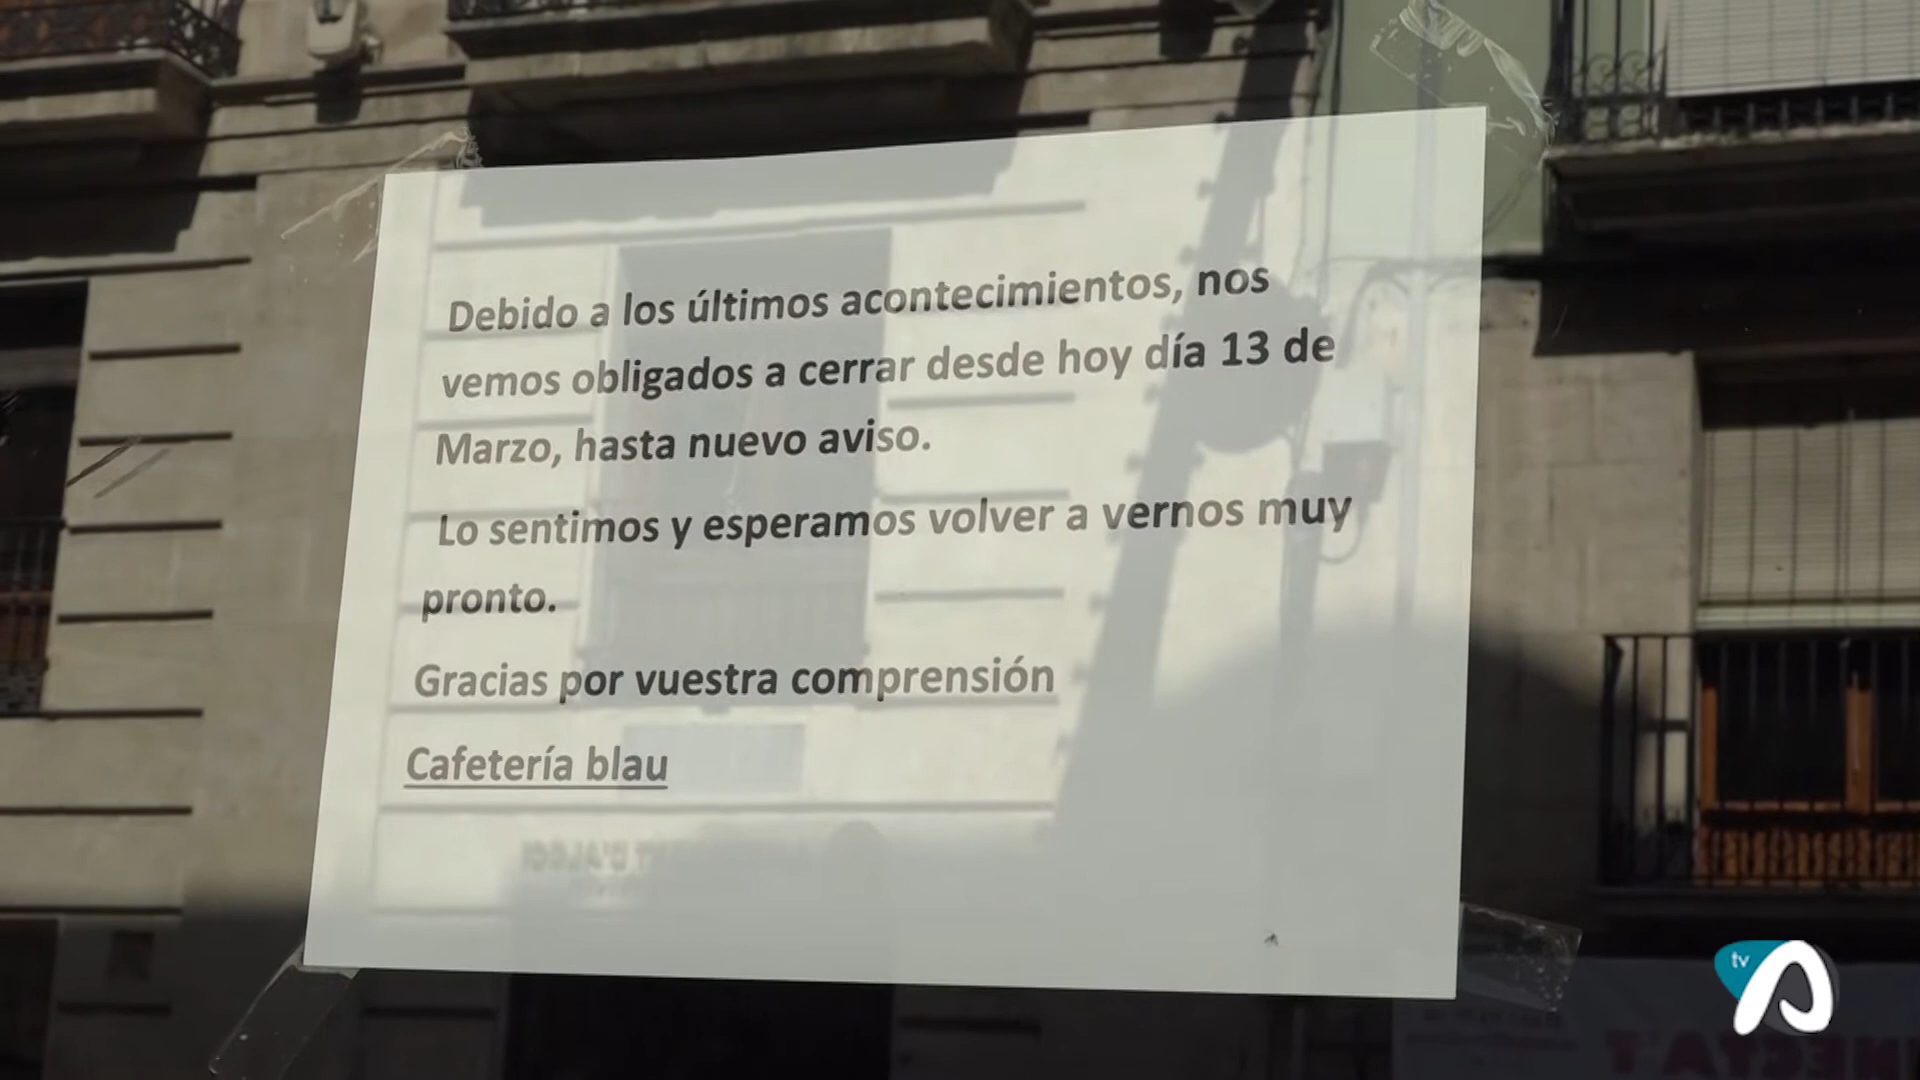 Debido a los últimos acontecimientos, nos
vemos obligados a cerrar desde hoy día 13 de
Marzo, hasta nuevo aviso.
Lo sentimos y esperamos volver a vernos muy
pronto.
Gracias por vuestra comprensión
Cafetería blau
tv